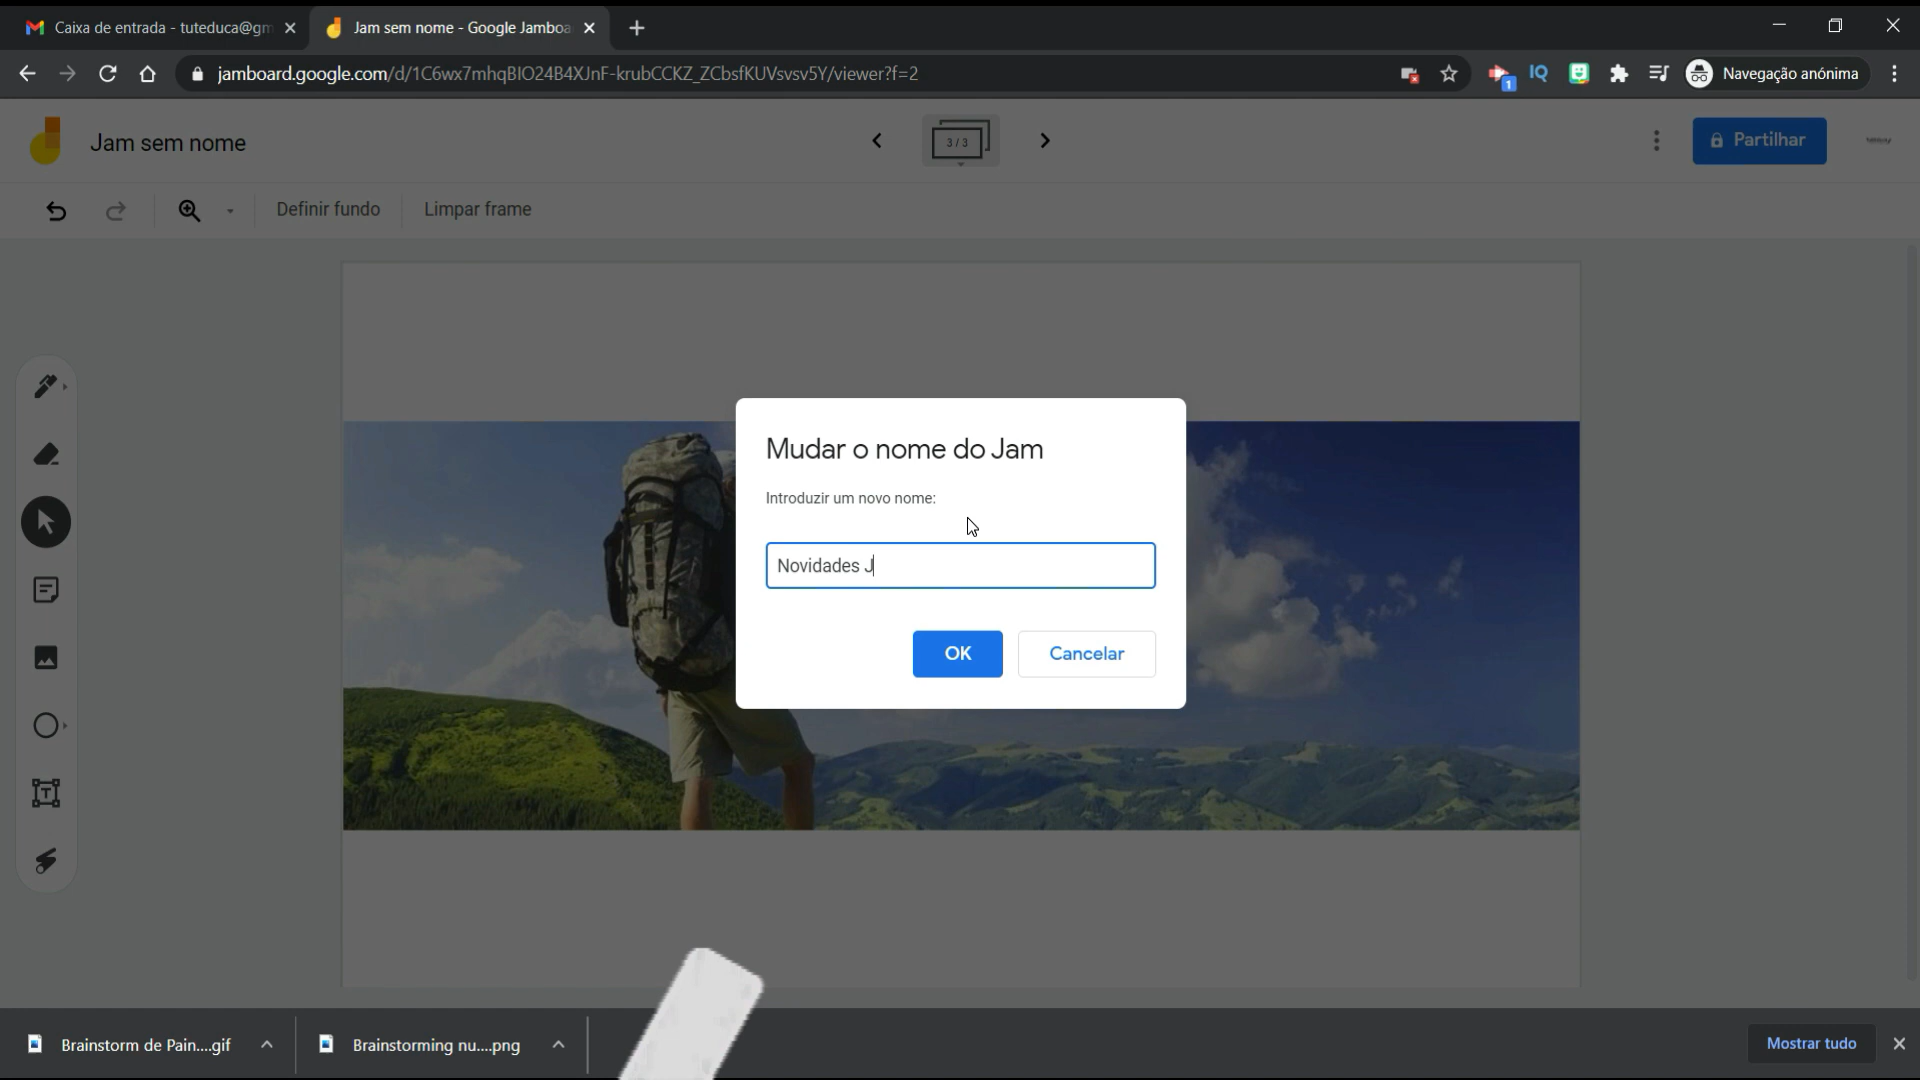 Caixa de entrada - tuteduca@gm
Jam sem nome - Google Jamboa
jamboard.google.com/d/1C6wx7mhqBIO24B4XJnF-krubCCKZ_ZCbsfKUVsvsv5Y/viewer?f=2
1
IQ
Navegação anónima
Jam sem nome
3 / 3
Partilhar
Definir fundo
Limpar frame
Mudar o nome do Jam
Introduzir um novo nome:
Novidades J
OK
Cancelar
Brainstorm de Pain....gif
Brainstorming nu....png
Mostrar tudo